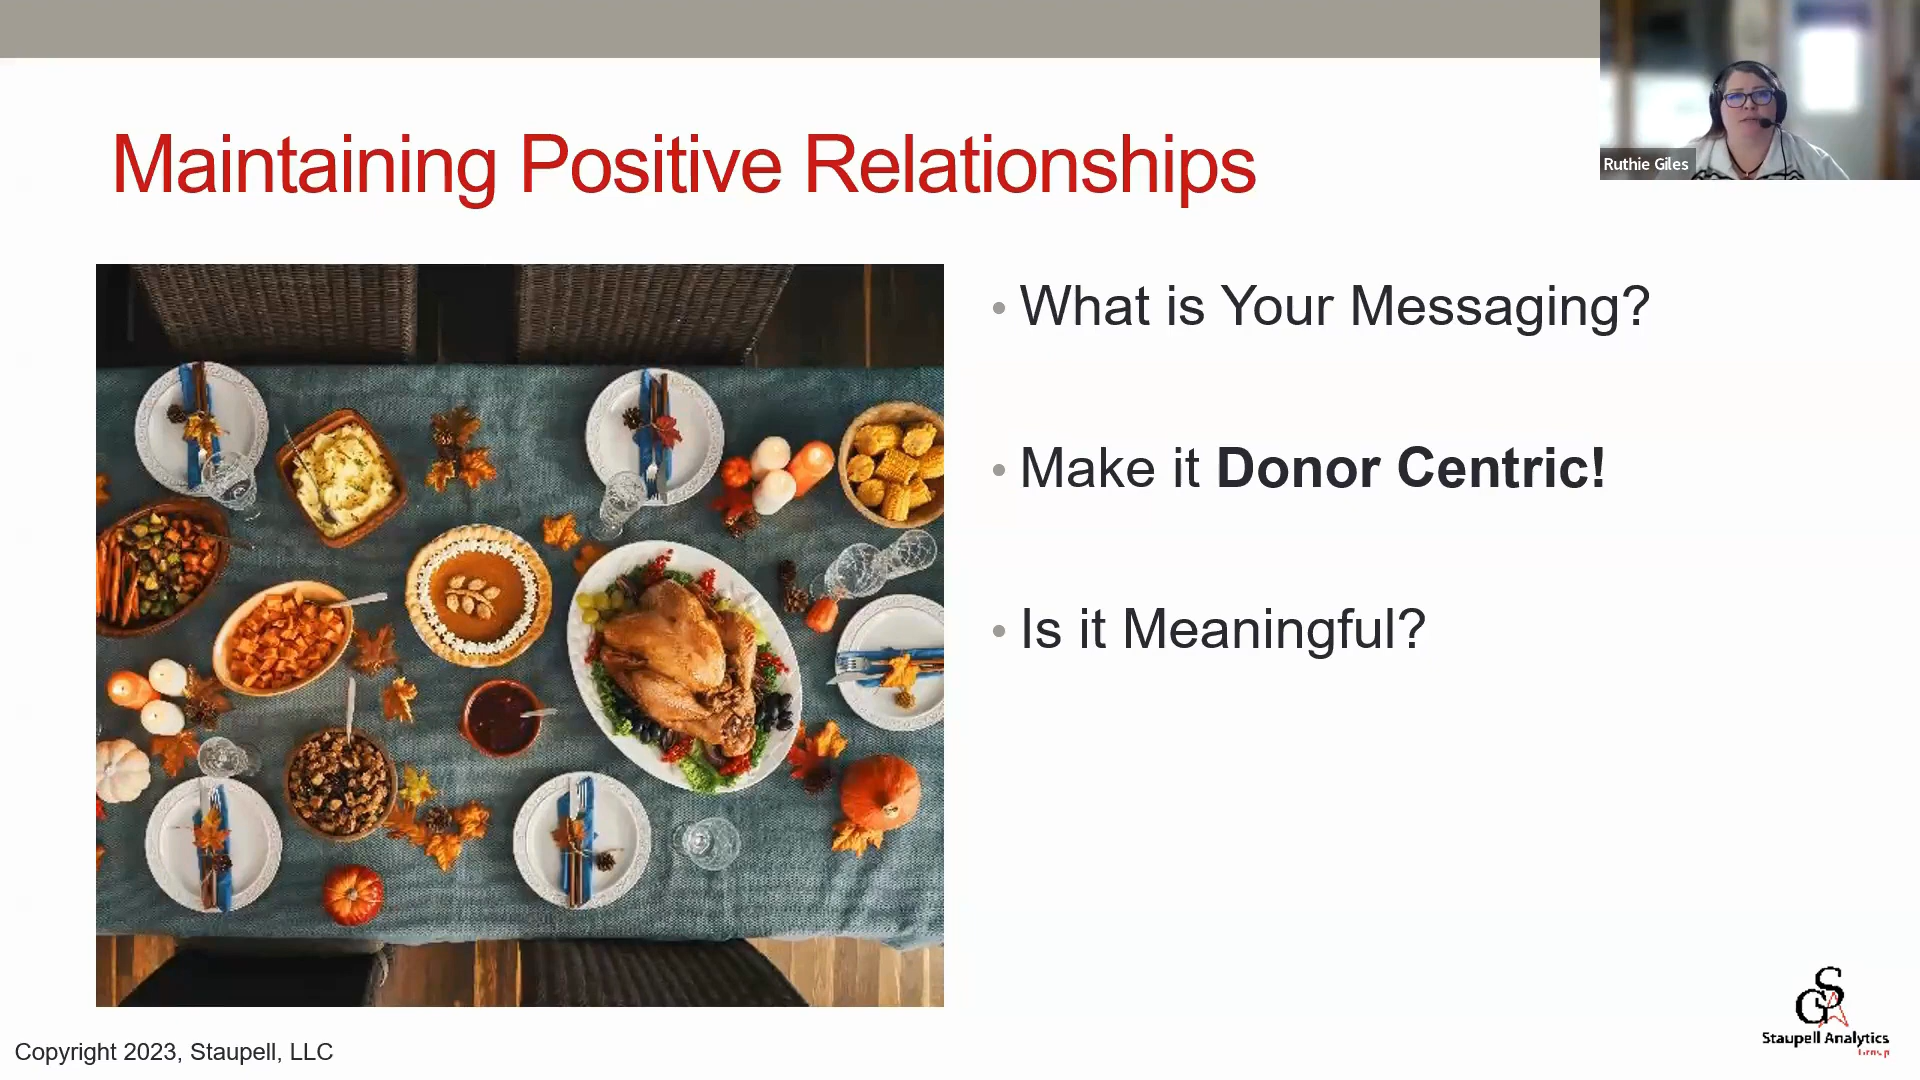 Maintaining Positive Relationships
Ruthie Giles
• What is Your Messaging?
• Make it Donor Centric!
• Is it Meaningful?
Copyright 2023, Staupell, LLC
GSA
Staupell Analytics
Group